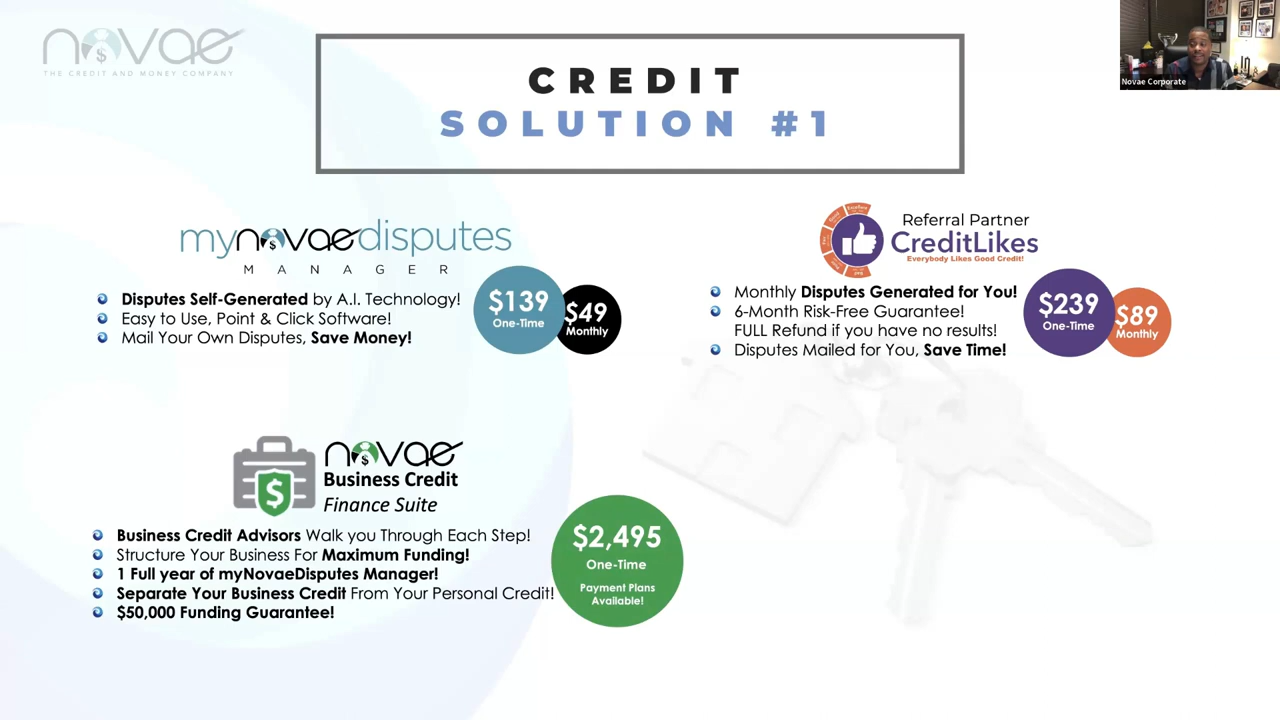 novae
THE CREDIT AND MONEY COMPANY
CREDIT
SOLUTION #1
Novae Corporate
mynovaedisputes
MANAGER
Disputes Self-Generated by A.I. Technology!
Easy to Use, Point & Click Software!
Mail Your Own Disputes, Save Money!
$139
One-Time
$49
Monthly
Referral Partner
CreditLikes
Everybody Likes Good Credit!
Monthly Disputes Generated for You!
6-Month Risk-Free Guarantee!
FULL Refund if you have no results!
Disputes Mailed for You, Save Time!
$239
One-Time
$89
Monthly
novae
Business Credit
Finance Suite
Business Credit Advisors Walk you Through Each Step!
Structure Your Business For Maximum Funding!
1 Full year of myNovaeDisputes Manager!
Separate Your Business Credit From Your Personal Credit!
$50,000 Funding Guarantee!
$2,495
One-Time
Payment Plans
Available!